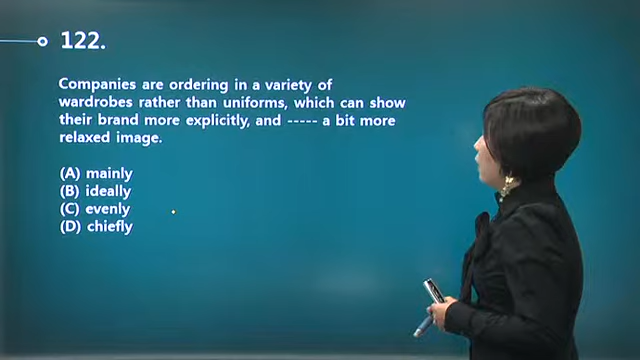 122.
Companies are ordering in a variety of
wardrobes rather than uniforms, which can show
their brand more explicitly, and ----- a bit more
relaxed image.
(A) mainly
(B) ideally
(C) evenly
(D) chiefly